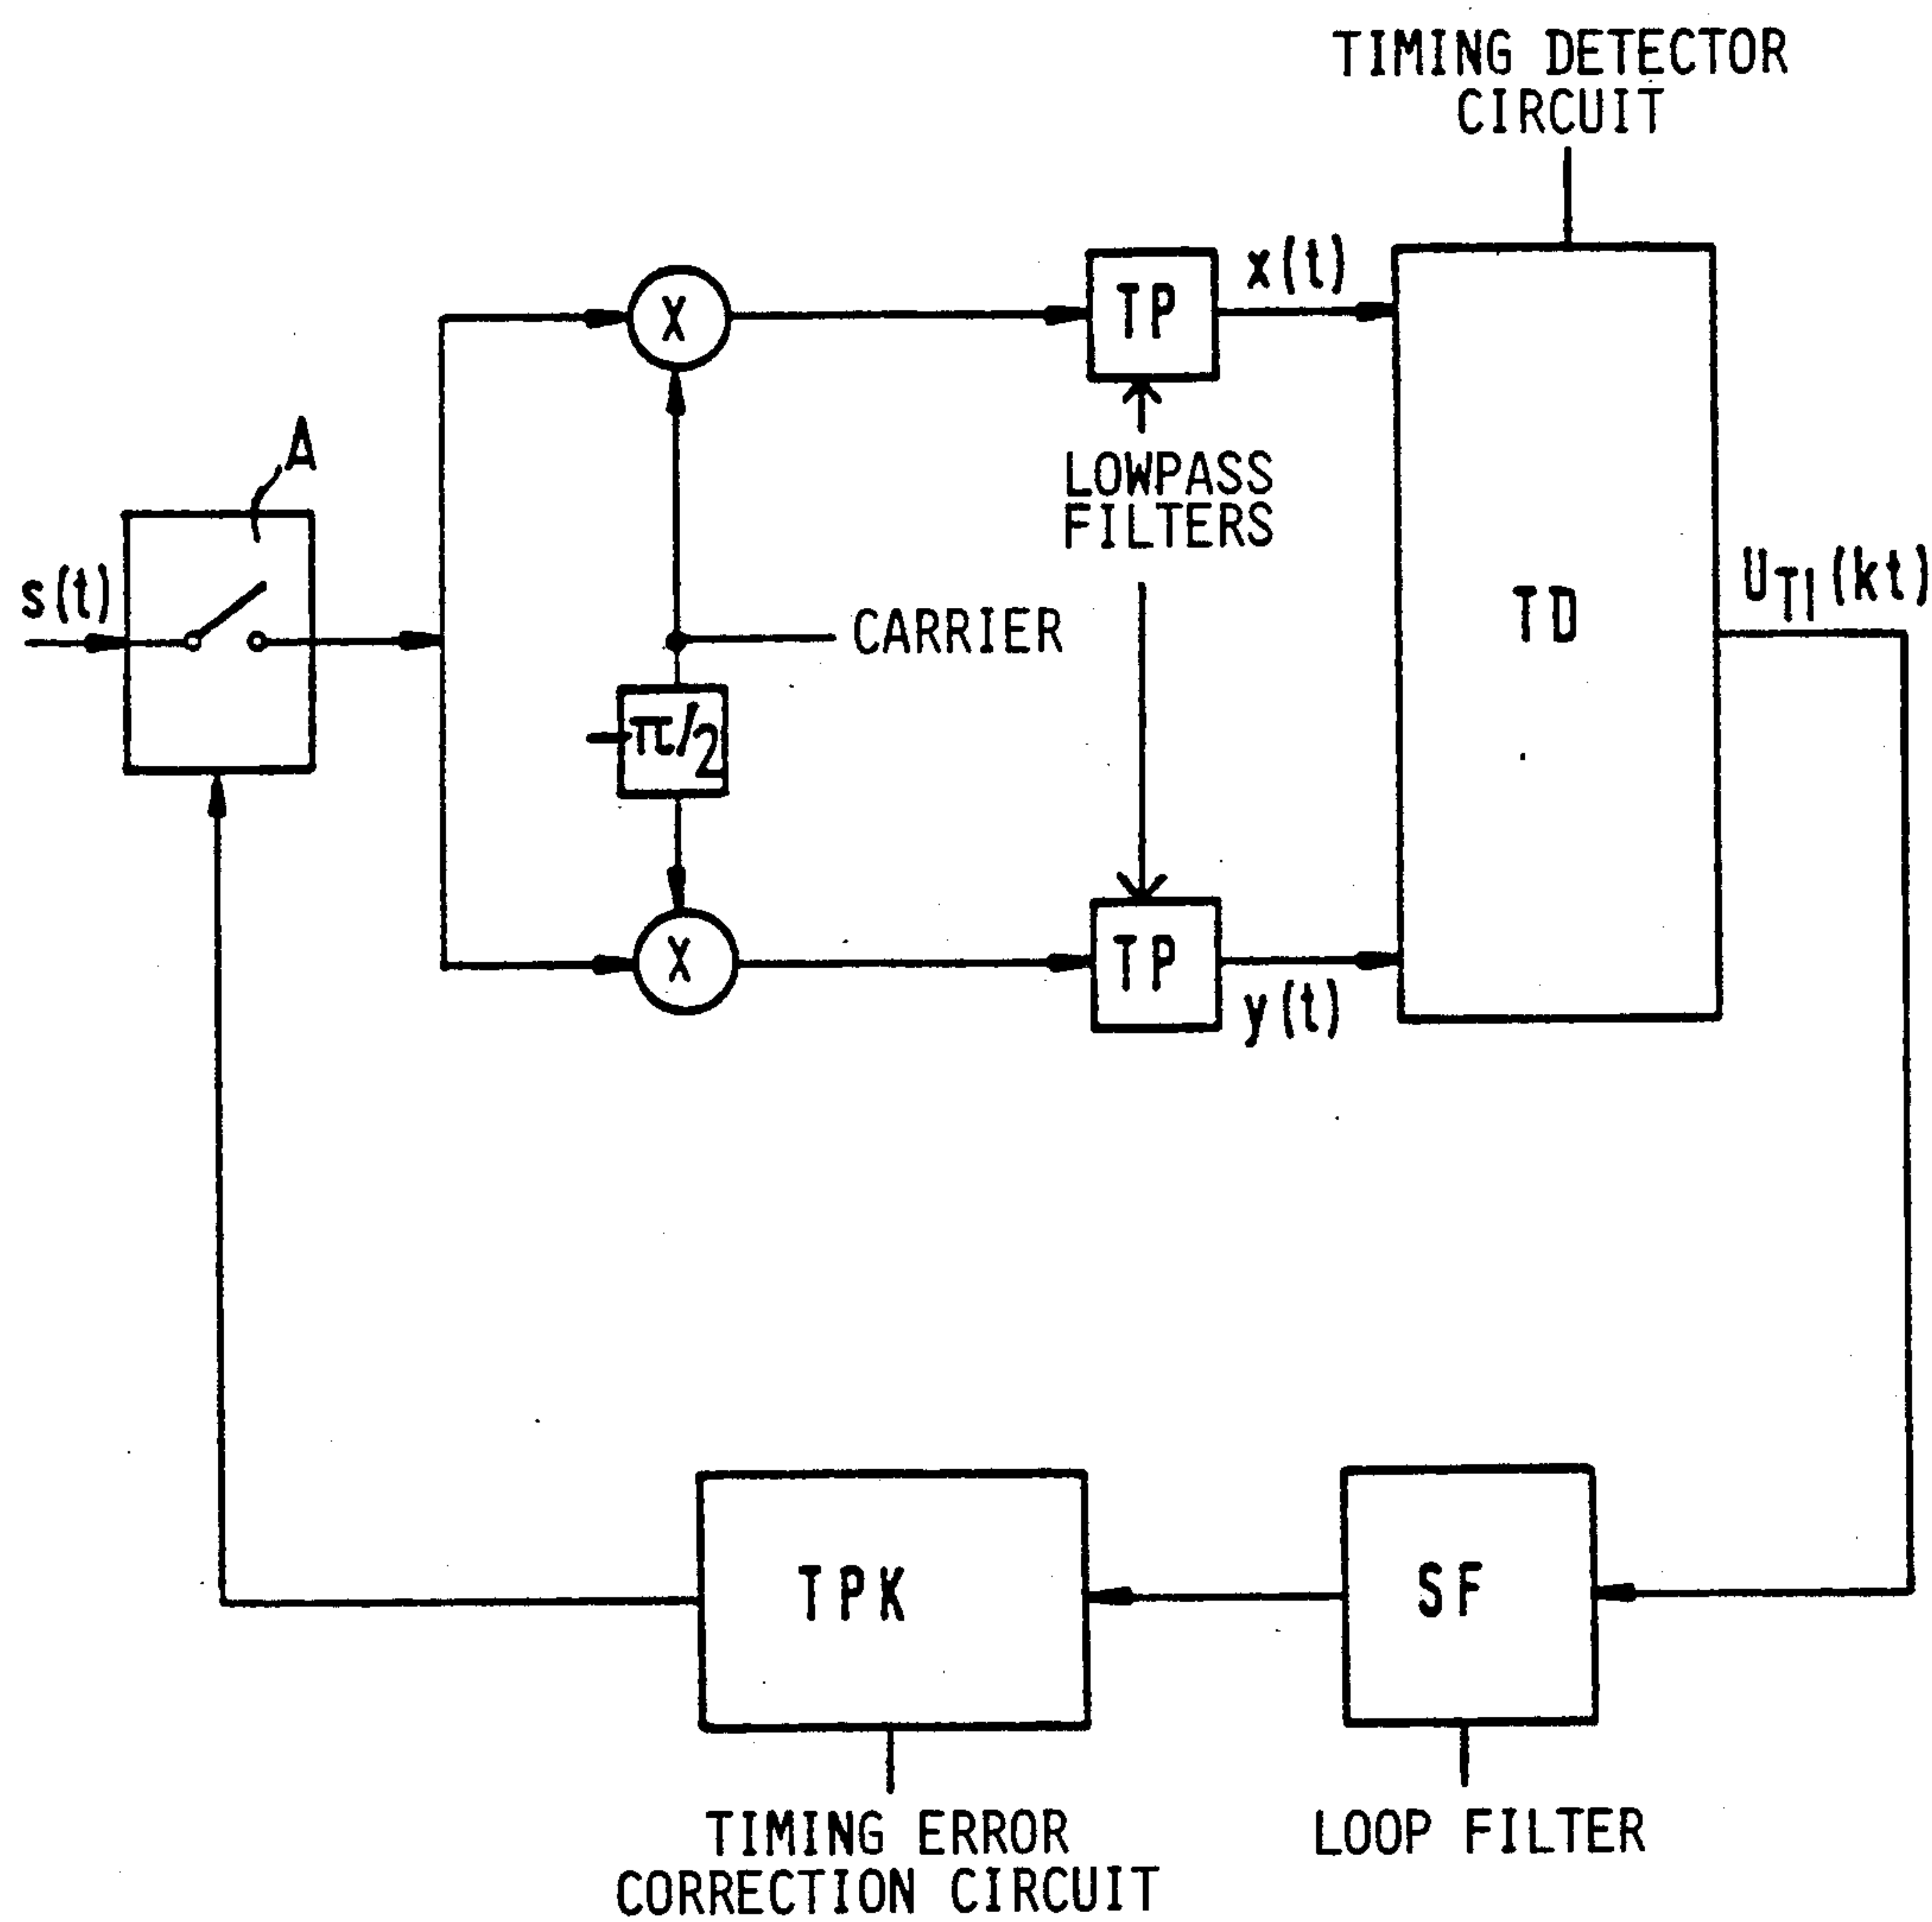 TIMING DETECTOR
CIRCUIT
x(t)
X
TP
A
LOWPASS
FILTERS
s(t)
CARRIER
TD
U_T1(kt)
π/2
X
TP
y(t)
TPK
SF
TIMING ERROR
CORRECTION CIRCUIT
LOOP FILTER